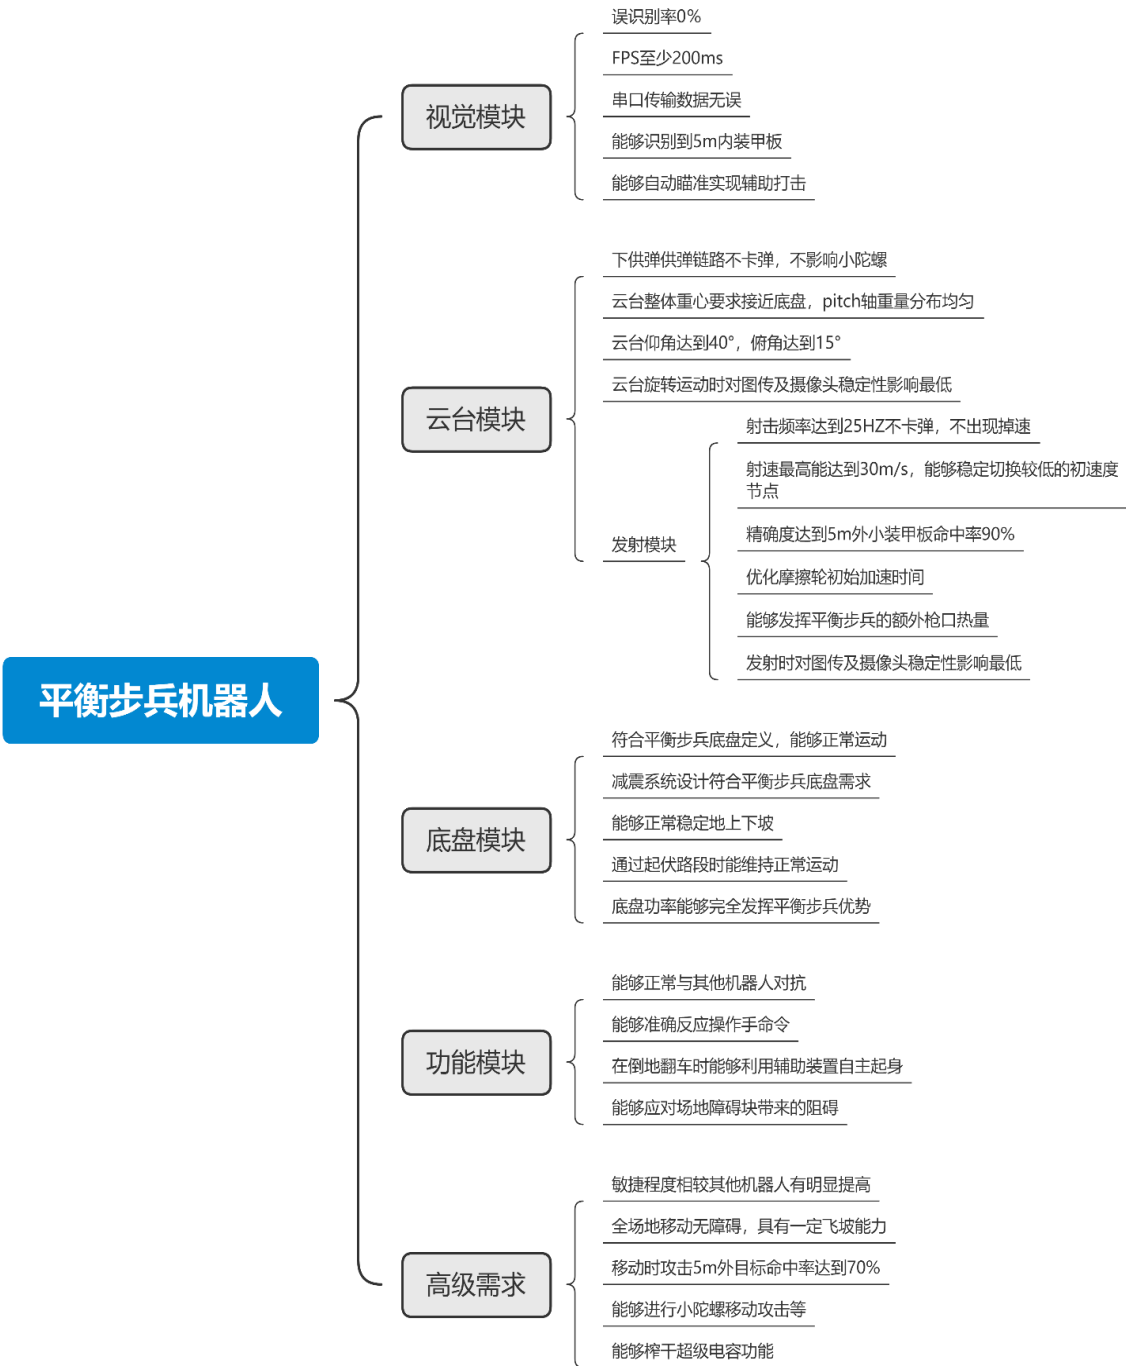 平衡步兵机器人
视觉模块
误识别率0%
FPS至少200ms
串口传输数据无误
能够识别到5m内装甲板
能够自动瞄准实现辅助打击
云台模块
下供弹供弹链路不卡弹，不影响小陀螺
云台整体重心要求接近底盘，pitch轴重量分布均匀
云台仰角达到40°，俯角达到15°
云台旋转运动时对图传及摄像头稳定性影响最低
发射模块
射击频率达到25HZ不卡弹，不出现掉速
射速最高能达到30m/s，能够稳定切换较低的初速度
节点
精确度达到5m外小装甲板命中率90%
优化摩擦轮初始加速时间
能够发挥平衡步兵的额外枪口热量
发射时对图传及摄像头稳定性影响最低
底盘模块
符合平衡步兵底盘定义，能够正常运动
减震系统设计符合平衡步兵底盘需求
能够正常稳定地上下坡
通过起伏路段时能维持正常运动
底盘功率能够完全发挥平衡步兵优势
功能模块
能够正常与其他机器人对抗
能够准确反应操作手命令
在倒地翻车时能够利用辅助装置自主起身
能够应对场地障碍块带来的阻碍
高级需求
敏捷程度相较其他机器人有明显提高
全场地移动无障碍，具有一定飞坡能力
移动时攻击5m外目标命中率达到70%
能够进行小陀螺移动攻击等
能够榨干超级电容功能